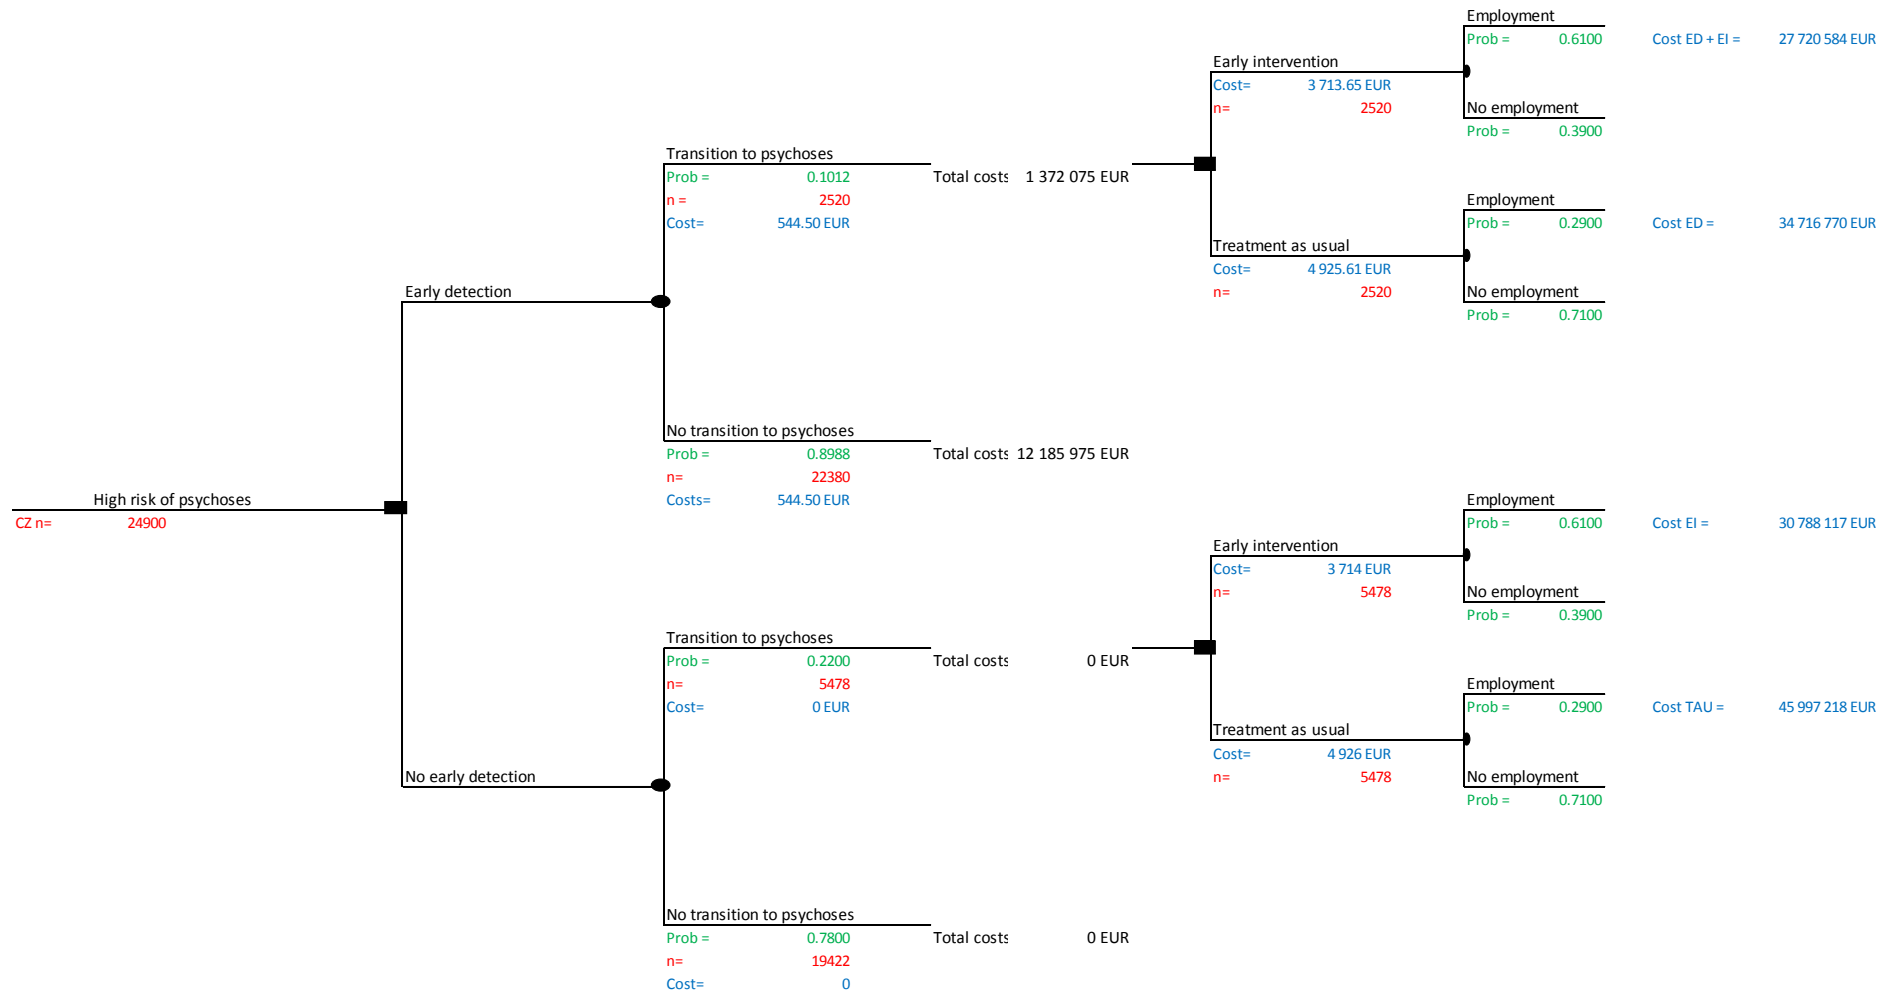 Employment
Prob = 0.6100 Cost ED + EI = 27 720 584 EUR
Early intervention
Cost= 3 713.65 EUR
n= 2520
No employment
Prob = 0.3900
Transition to psychoses
Prob = 0.1012 Total costs 1 372 075 EUR
n = 2520
Cost= 544.50 EUR
Employment
Prob = 0.2900 Cost ED = 34 716 770 EUR
Treatment as usual
Cost= 4 925.61 EUR
n= 2520
No employment
Prob = 0.7100
Early detection
No transition to psychoses
Prob = 0.8988 Total costs 12 185 975 EUR
n= 22380
Costs= 544.50 EUR
High risk of psychoses
CZ n= 24900
Employment
Prob = 0.6100 Cost EI = 30 788 117 EUR
Early intervention
Cost= 3 714 EUR
n= 5478
No employment
Prob = 0.3900
Transition to psychoses
Prob = 0.2200 Total costs 0 EUR
n= 5478
Cost= 0 EUR
Employment
Prob = 0.2900 Cost TAU = 45 997 218 EUR
Treatment as usual
Cost= 4 926 EUR
n= 5478
No employment
Prob = 0.7100
No early detection
No transition to psychoses
Prob = 0.7800 Total costs 0 EUR
n= 19422
Cost= 0